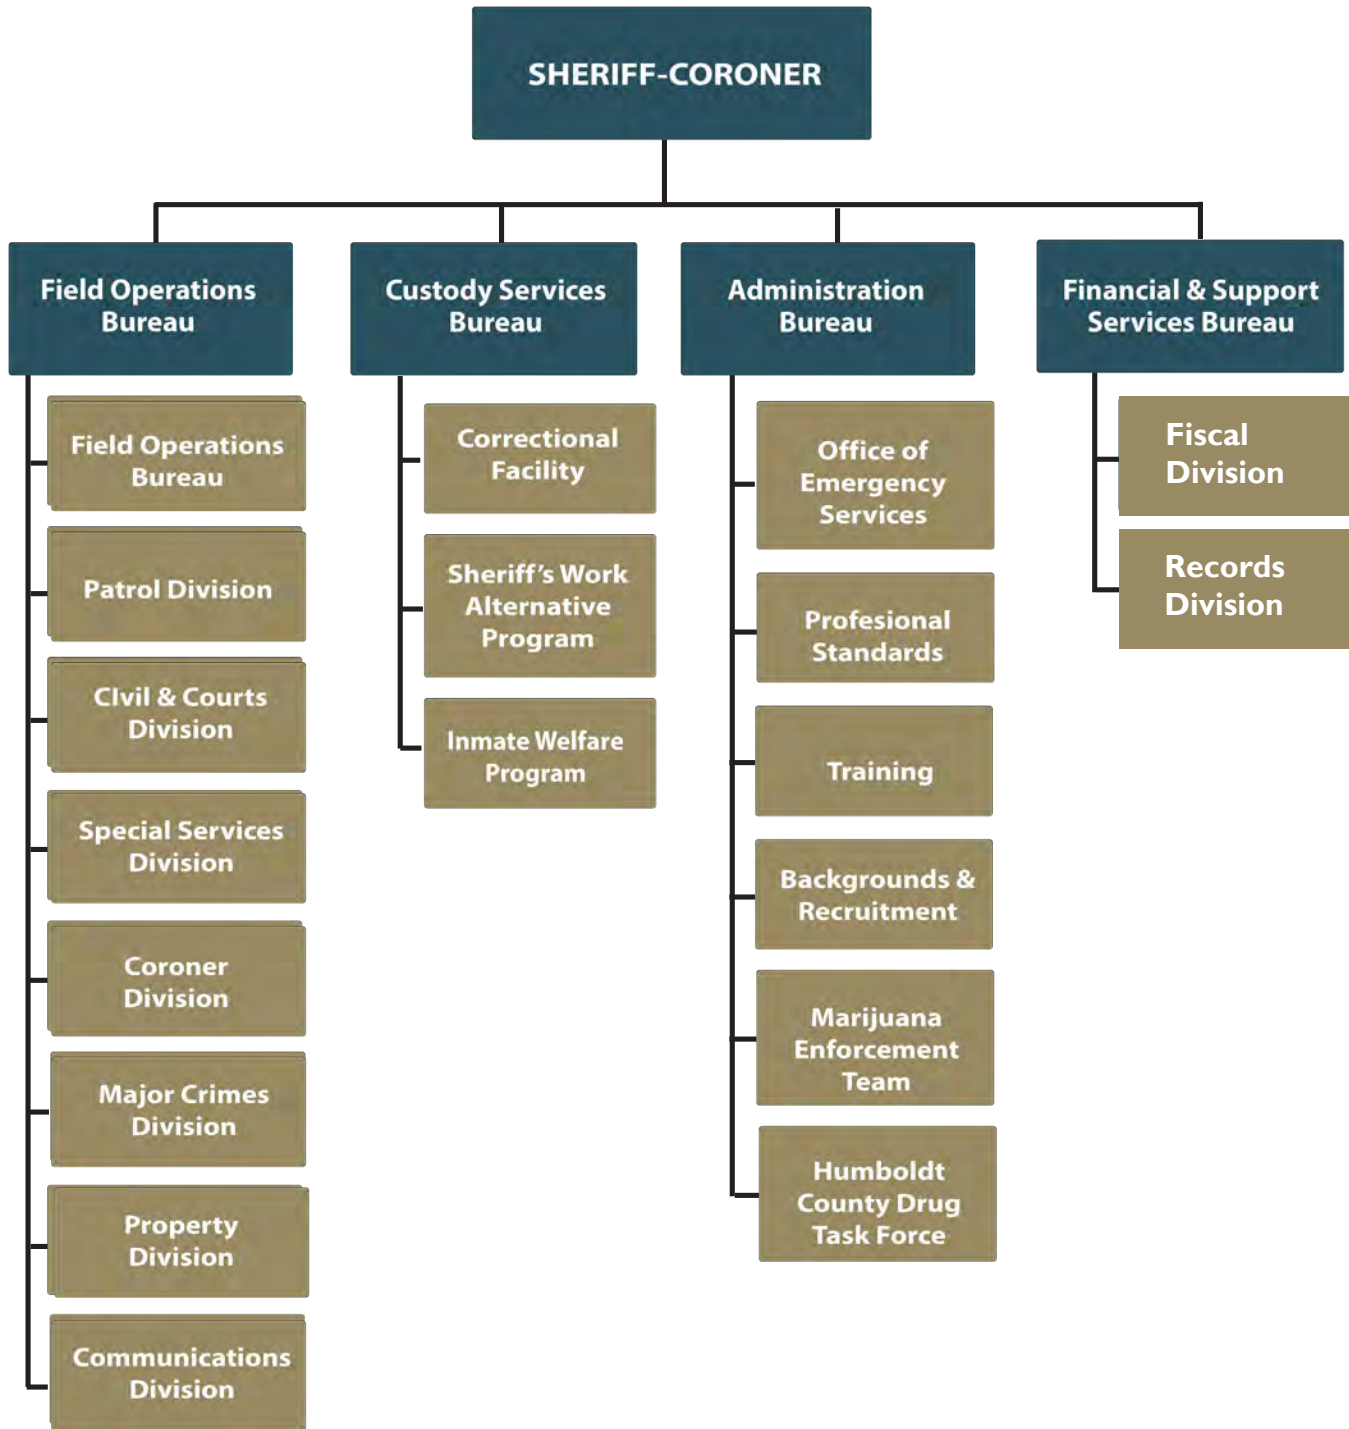 SHERIFF-CORONER
Field Operations
Bureau
Field Operations
Bureau
Patrol Division
CIvil & Courts
Division
Special Services
Division
Coroner
Division
Major Crimes
Division
Property
Division
Communications
Division
Custody Services
Bureau
Correctional
Facility
Sheriff's Work
Alternative
Program
Inmate Welfare
Program
Administration
Bureau
Office of
Emergency
Services
Profesional
Standards
Training
Backgrounds &
Recruitment
Marijuana
Enforcement
Team
Humboldt
County Drug
Task Force
Financial & Support
Services Bureau
Fiscal
Division
Records
Division